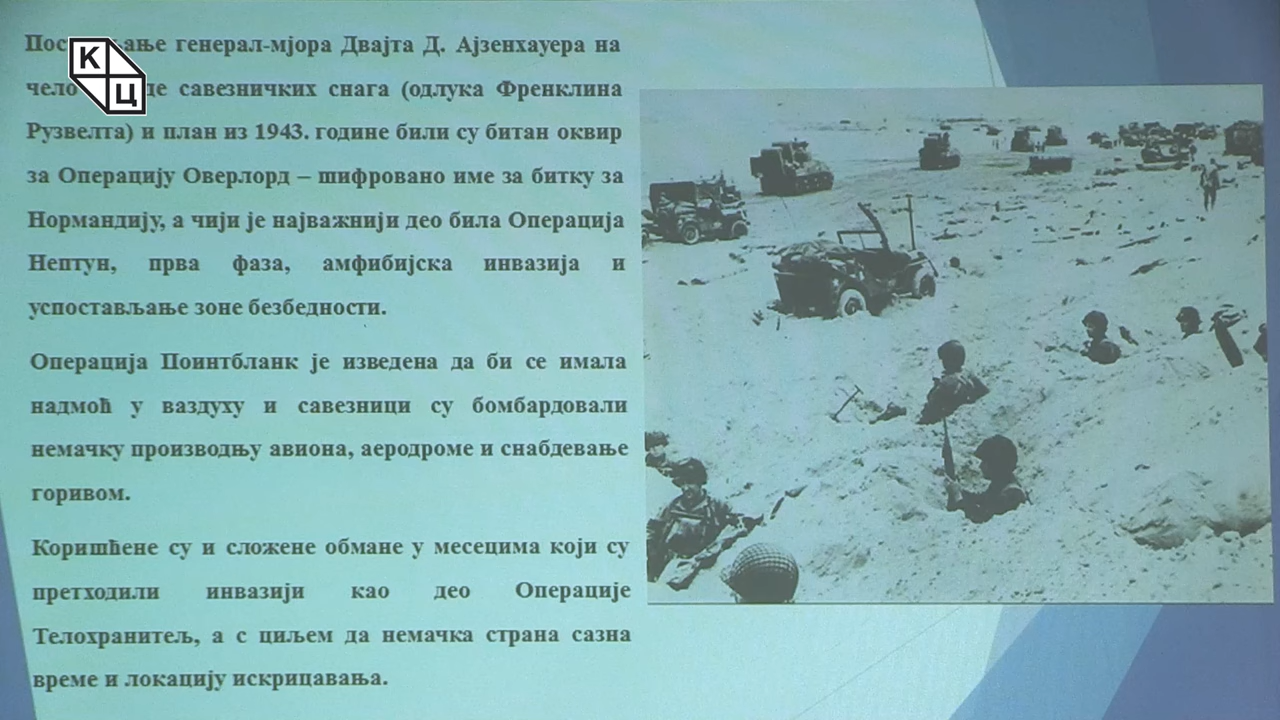 генерал-мјора Двајта Д. Ајзенхауера на
савезничких снага (одлука Френклина
Рузвелта) и план из 1943. године били су битан оквир
за Операцију Оверлорд – шифровано име за битку за
Нормандију, а чији је најважнији део била Операција
Нептун, прва фаза, амфибијска инвазија и
успостављање зоне безбедности.
Операција Поинтбланк је изведена да би се имала
надмоћ у ваздуху и савезници су бомбардовали
немачку производњу авиона, аеродроме и снабдевање
горивом.
Коришћене су и сложене обмане у месецима који су
претходили инвазији као део Операције
Телохранитељ, а с циљем да немачка страна сазна
време и локацију искрицавања.
К
Ц